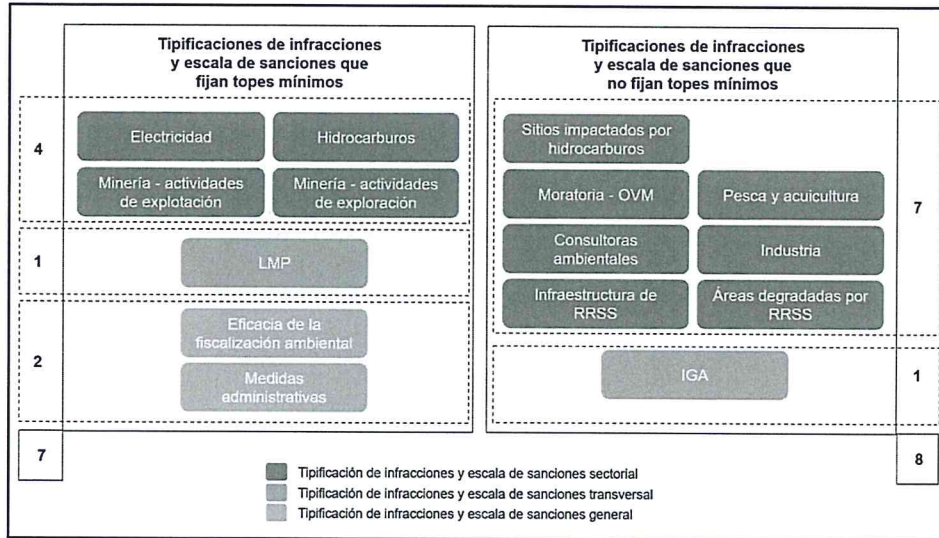 Tipificaciones de infracciones
y escala de sanciones que
fijan topes mínimos
4
Electricidad
Hidrocarburos
Minería - actividades
de explotación
Minería - actividades
de exploración
1
LMP
2
Eficacia de la
fiscalización ambiental
Medidas
administrativas
7
Tipificaciones de infracciones
y escala de sanciones que
no fijan topes mínimos
Sitios impactados por
hidrocarburos
Moratoria - OVM
Pesca y acuicultura
7
Consultoras
ambientales
Industria
Infraestructura de
RRSS
Áreas degradadas por
RRSS
IGA
1
8
Tipificación de infracciones y escala de sanciones sectorial
Tipificación de infracciones y escala de sanciones transversal
Tipificación de infracciones y escala de sanciones general